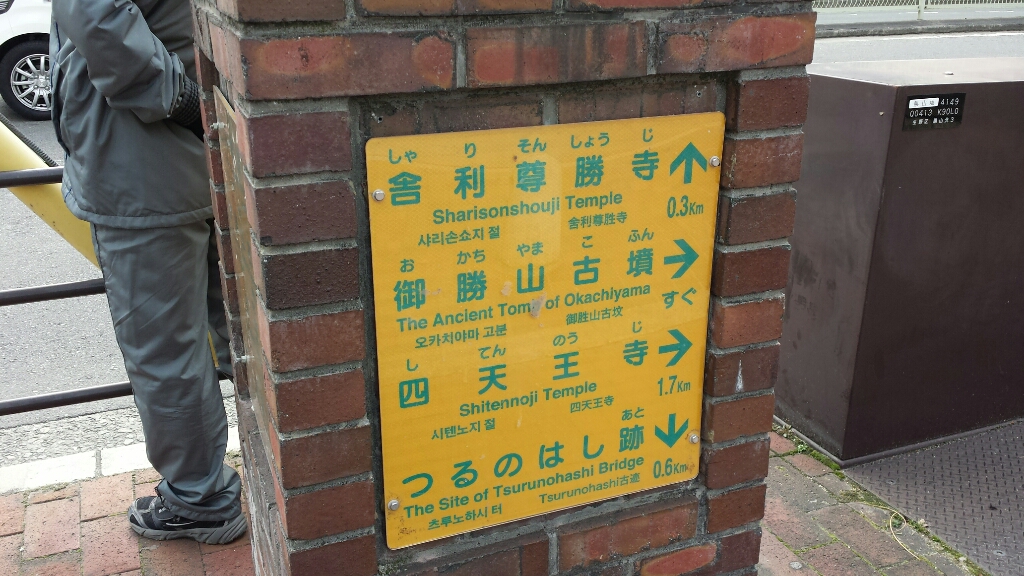 しゃ り そん しょう じ
舎利尊勝寺 ↑
Sharisonshouji Temple 0.3Km
샤리손쇼지 절 舍利尊胜寺
お かち やま こ ふん
御勝山古墳 →
The Ancient Tomb of Okachiyama すぐ
오카치야마 고분 御胜山古坟
し てん のう じ
四天王寺 →
Shitennoji Temple 1.7Km
시텐노지 절 四天王寺
あと
つるのはし跡 ↓
The Site of Tsurunohashi Bridge 0.6Km
츠루노하시 터 Tsurunohashi古迹
4149
00413 K90L0